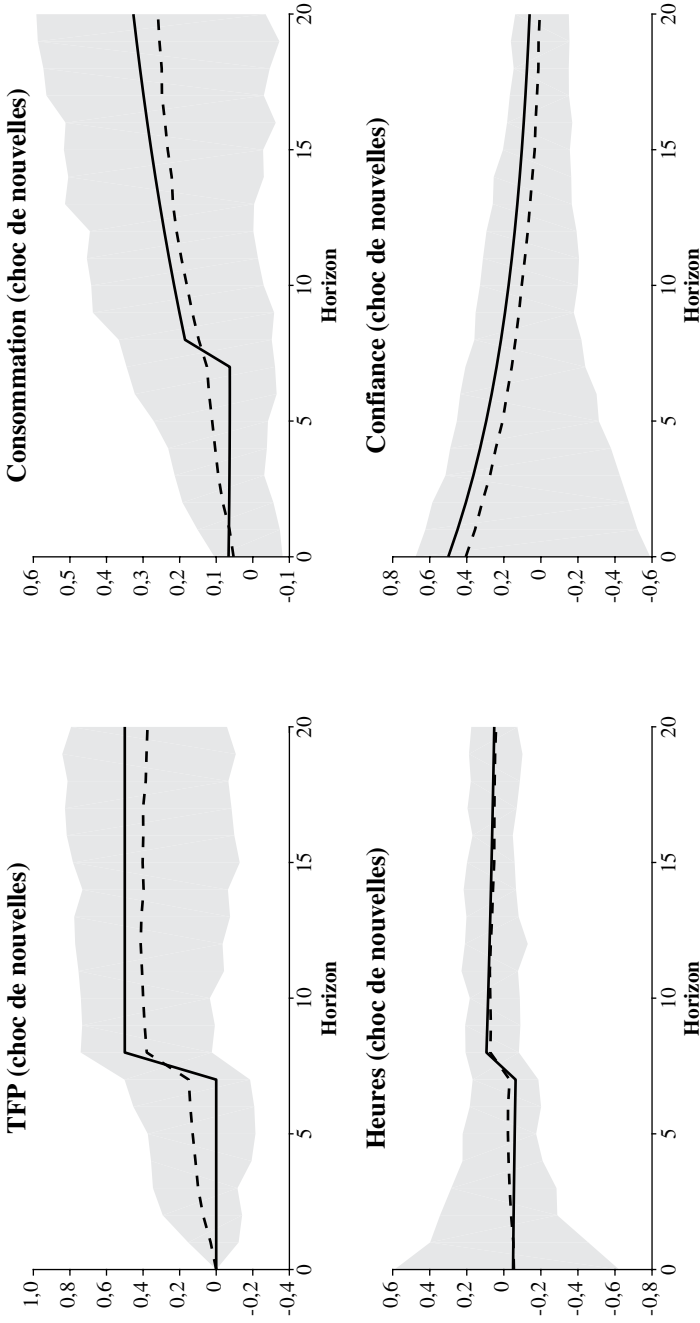 TFP (choc de nouvelles)
1,0
0,8
0,6
0,4
0,2
0
-0,2
-0,4
0 5 10 15 20
Horizon
Consommation (choc de nouvelles)
0,6
0,5
0,4
0,3
0,2
0,1
0
-0,1
0 5 10 15 20
Horizon
Heures (choc de nouvelles)
0,6
0,4
0,2
0
-0,2
-0,4
-0,6
-0,8
0 5 10 15 20
Horizon
Confiance (choc de nouvelles)
0,8
0,6
0,4
0,2
0
-0,2
-0,4
-0,6
0 5 10 15 20
Horizon